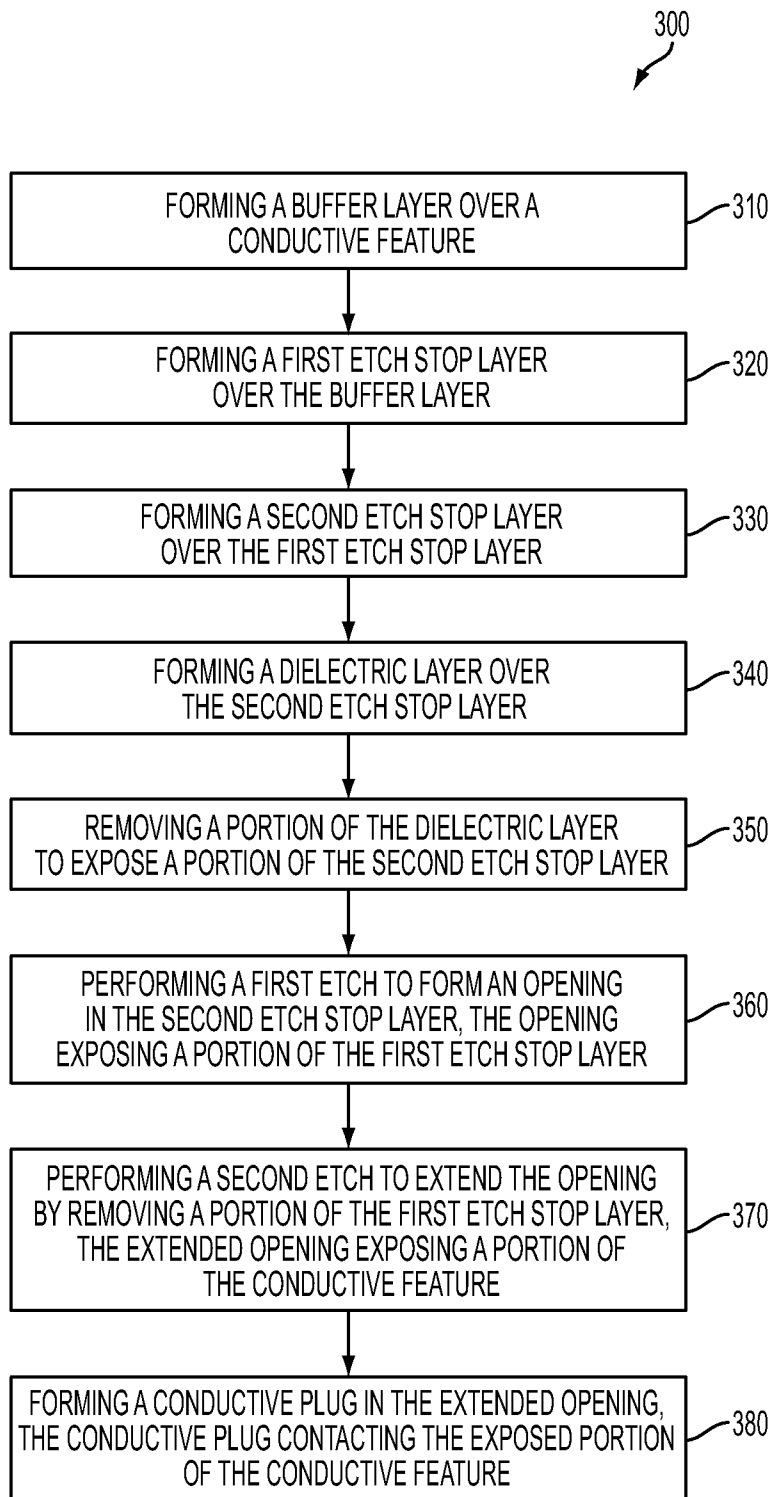 300
FORMING A BUFFER LAYER OVER A
CONDUCTIVE FEATURE
310
FORMING A FIRST ETCH STOP LAYER
OVER THE BUFFER LAYER
320
FORMING A SECOND ETCH STOP LAYER
OVER THE FIRST ETCH STOP LAYER
330
FORMING A DIELECTRIC LAYER OVER
THE SECOND ETCH STOP LAYER
340
REMOVING A PORTION OF THE DIELECTRIC LAYER
TO EXPOSE A PORTION OF THE SECOND ETCH STOP LAYER
350
PERFORMING A FIRST ETCH TO FORM AN OPENING
IN THE SECOND ETCH STOP LAYER, THE OPENING
EXPOSING A PORTION OF THE FIRST ETCH STOP LAYER
360
PERFORMING A SECOND ETCH TO EXTEND THE OPENING
BY REMOVING A PORTION OF THE FIRST ETCH STOP LAYER,
THE EXTENDED OPENING EXPOSING A PORTION OF
THE CONDUCTIVE FEATURE
370
FORMING A CONDUCTIVE PLUG IN THE EXTENDED OPENING,
THE CONDUCTIVE PLUG CONTACTING THE EXPOSED PORTION
OF THE CONDUCTIVE FEATURE
380